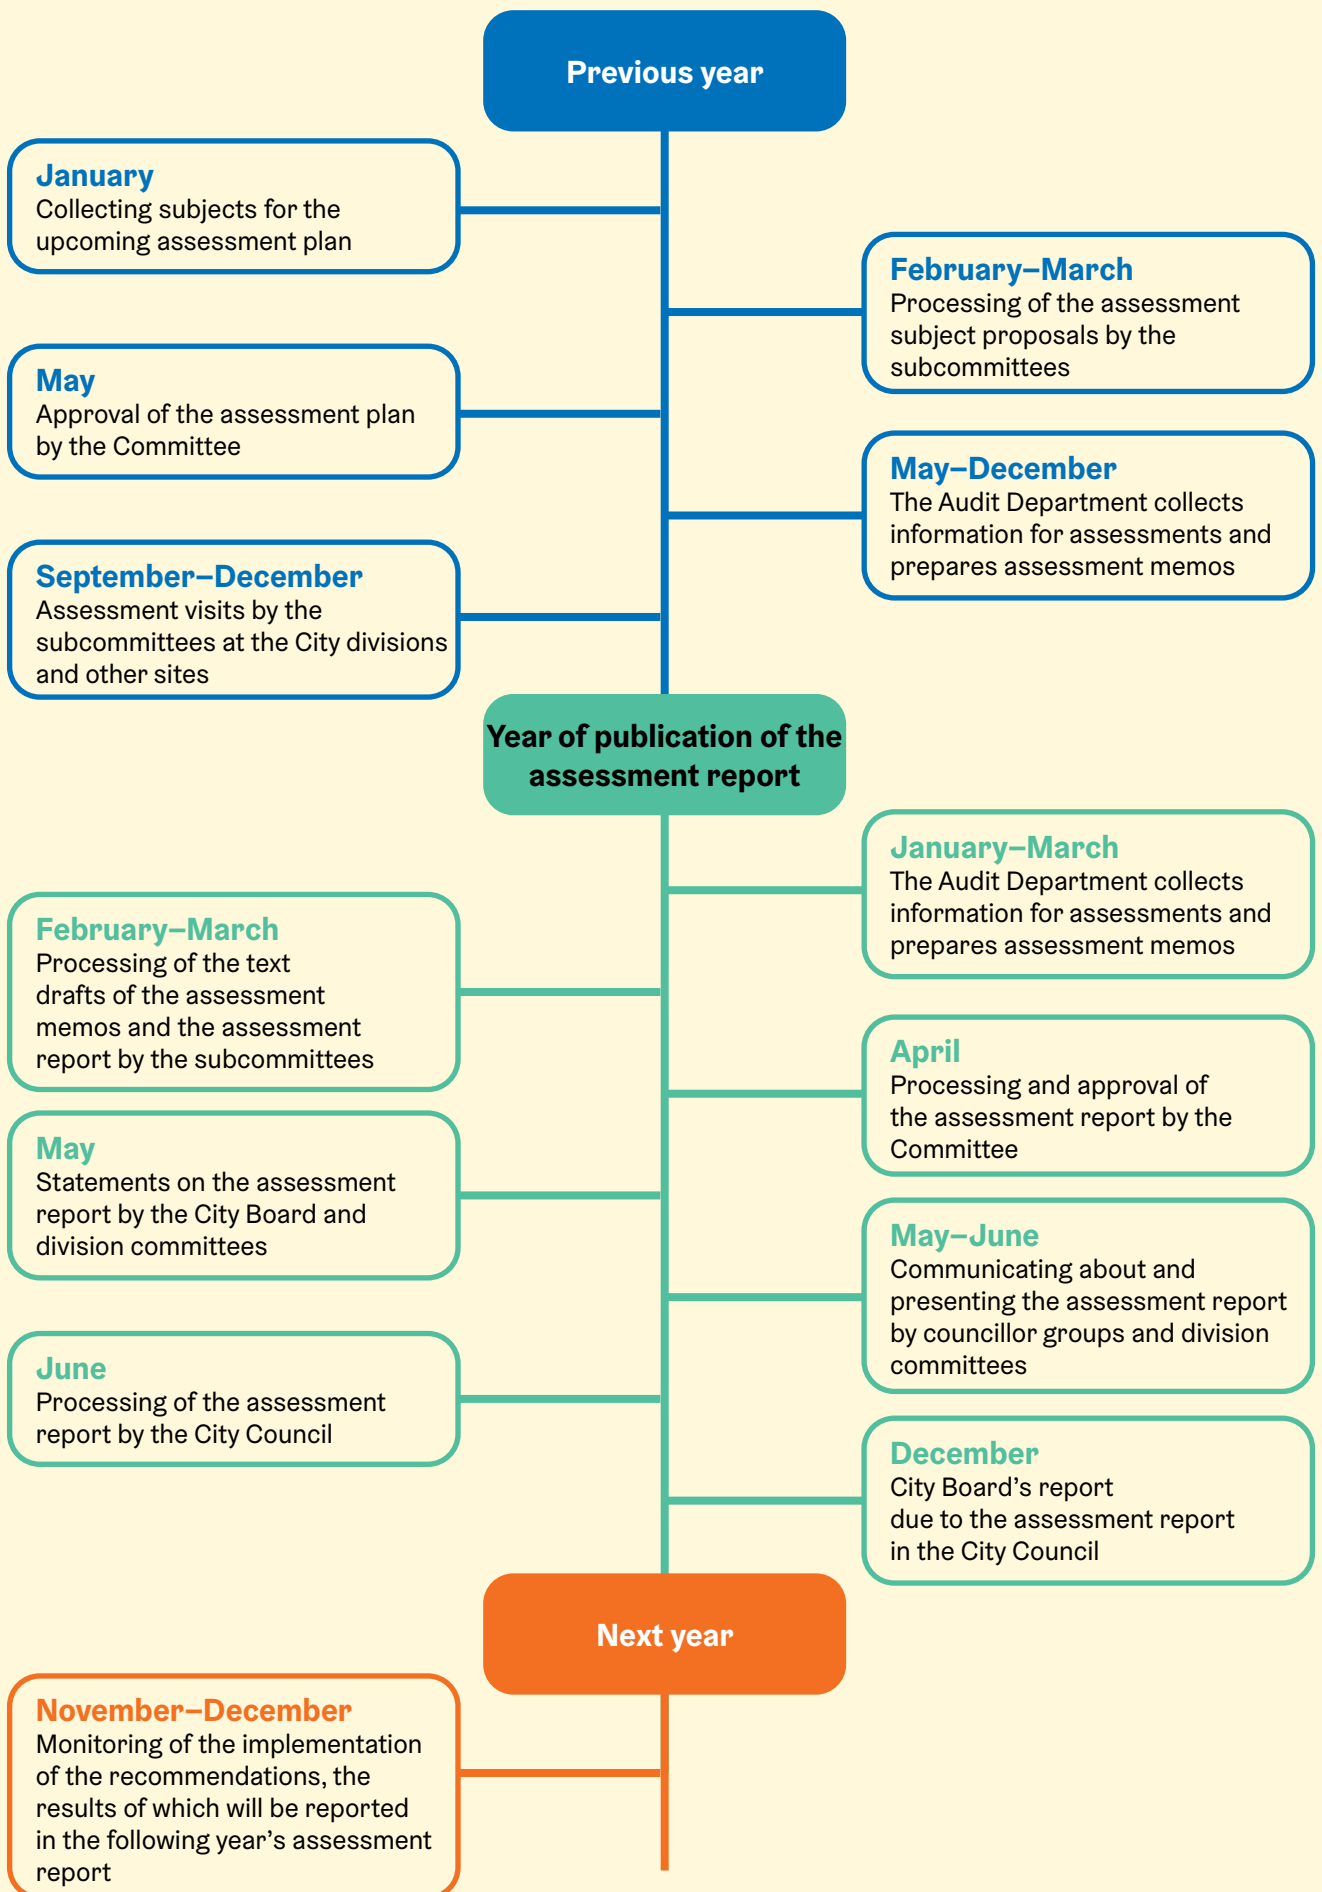 Previous year
January
Collecting subjects for the
upcoming assessment plan
February–March
Processing of the assessment
subject proposals by the
subcommittees
May
Approval of the assessment plan
by the Committee
May–December
The Audit Department collects
information for assessments and
prepares assessment memos
September–December
Assessment visits by the
subcommittees at the City divisions
and other sites
Year of publication of the
assessment report
January–March
The Audit Department collects
information for assessments and
prepares assessment memos
February–March
Processing of the text
drafts of the assessment
memos and the assessment
report by the subcommittees
April
Processing and approval of
the assessment report by the
Committee
May
Statements on the assessment
report by the City Board and
division committees
May–June
Communicating about and
presenting the assessment report
by councillor groups and division
committees
June
Processing of the assessment
report by the City Council
December
City Board's report
due to the assessment report
in the City Council
Next year
November–December
Monitoring of the implementation
of the recommendations, the
results of which will be reported
in the following year's assessment
report